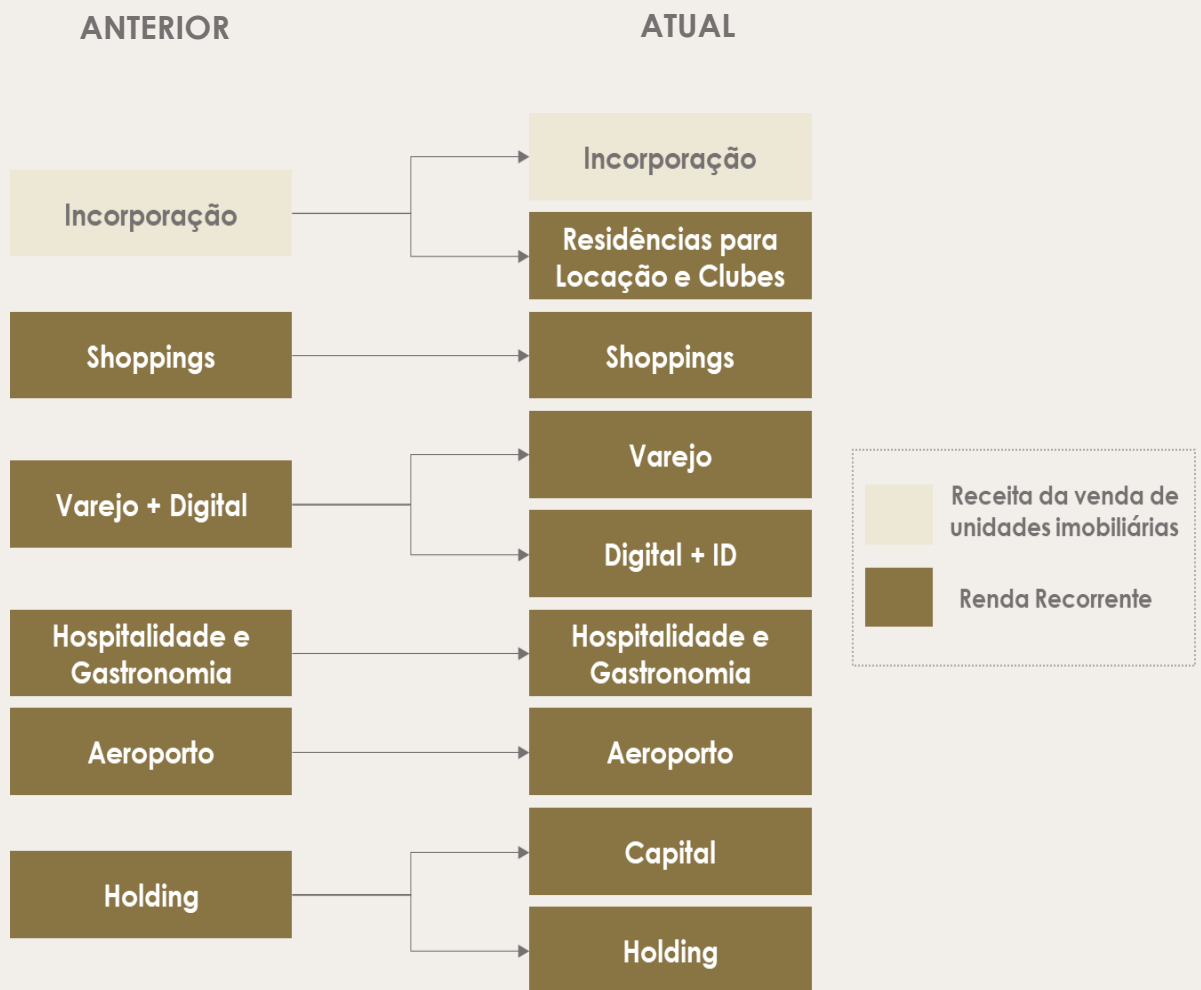 ANTERIOR
ATUAL
Incorporação
Incorporação
Residências para
Locação e Clubes
Shoppings
Shoppings
Varejo + Digital
Varejo
Digital + ID
Hospitalidade e
Gastronomia
Hospitalidade e
Gastronomia
Aeroporto
Aeroporto
Holding
Capital
Holding
Receita da venda de
unidades imobiliárias
Renda Recorrente